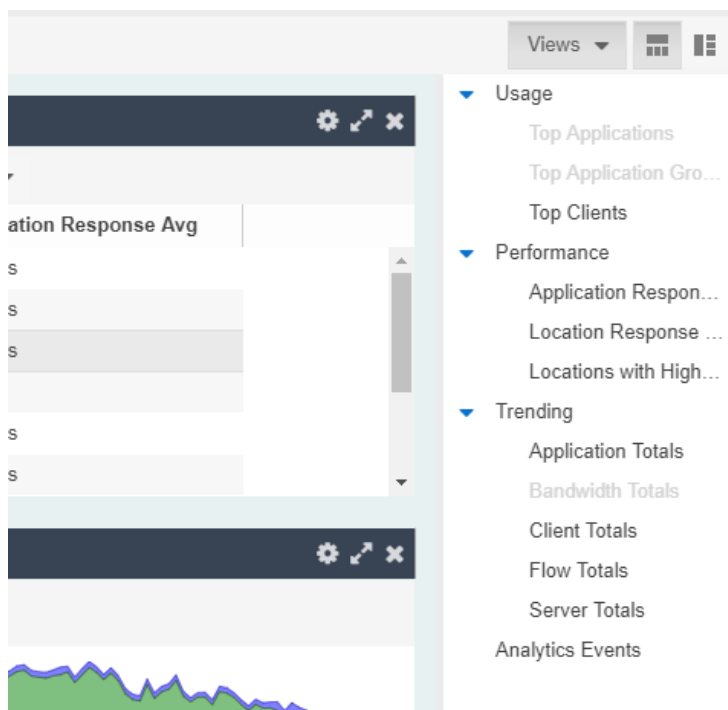 Views
Usage
Top Applications
Top Application Gro...
Top Clients
Performance
Application Respon...
Location Response ...
Locations with High...
Trending
Application Totals
Bandwidth Totals
Client Totals
Flow Totals
Server Totals
Analytics Events
ation Response Avg
s
s
s
s
s